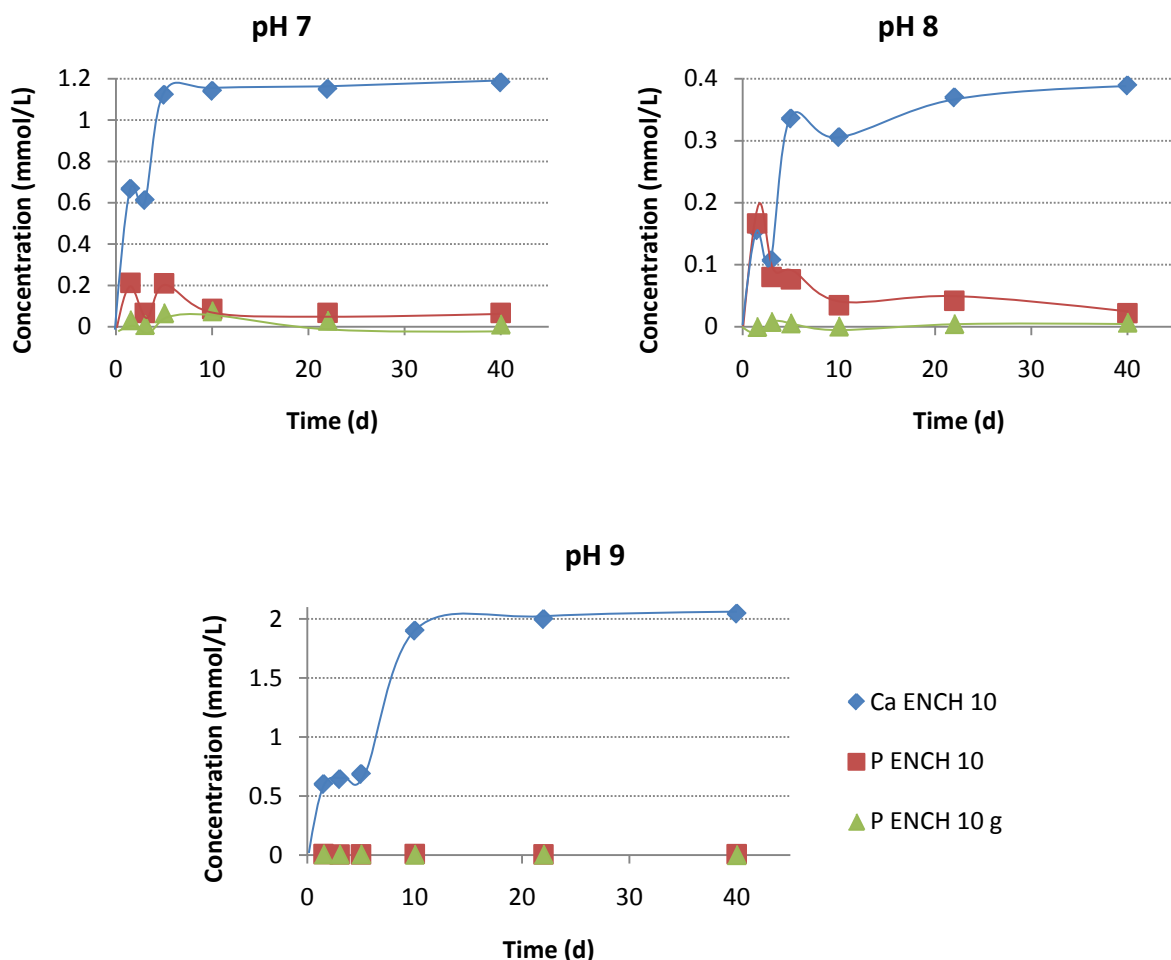 pH 7
1.2
1
0.8
0.6
0.4
0.2
0
0 10 20 30 40
Concentration (mmol/L)
Time (d)
pH 8
0.4
0.3
0.2
0.1
0
0 10 20 30 40
Concentration (mmol/L)
Time (d)
pH 9
2
1.5
1
0.5
0
0 10 20 30 40
Concentration (mmol/L)
Time (d)
Ca ENCH 10
P ENCH 10
P ENCH 10 g